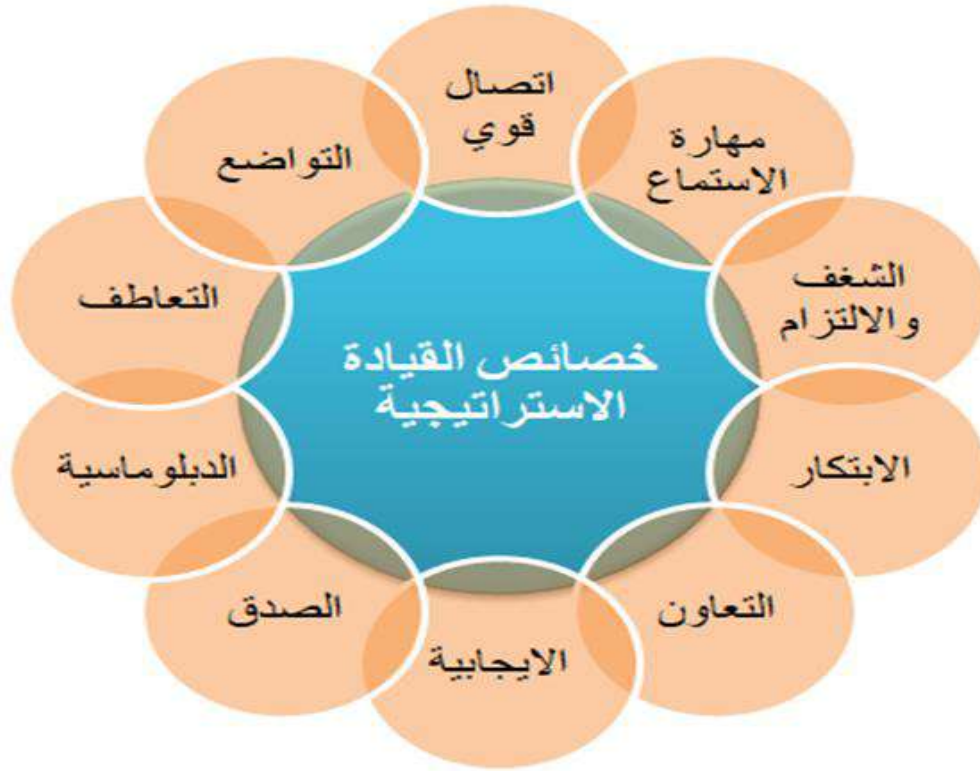 اتصال
قوي
مهارة
الاستماع
الشغف
والالتزام
الابتكار
التعاون
الايجابية
الصدق
الدبلوماسية
التعاطف
التواضع
خصائص القيادة
الاستراتيجية